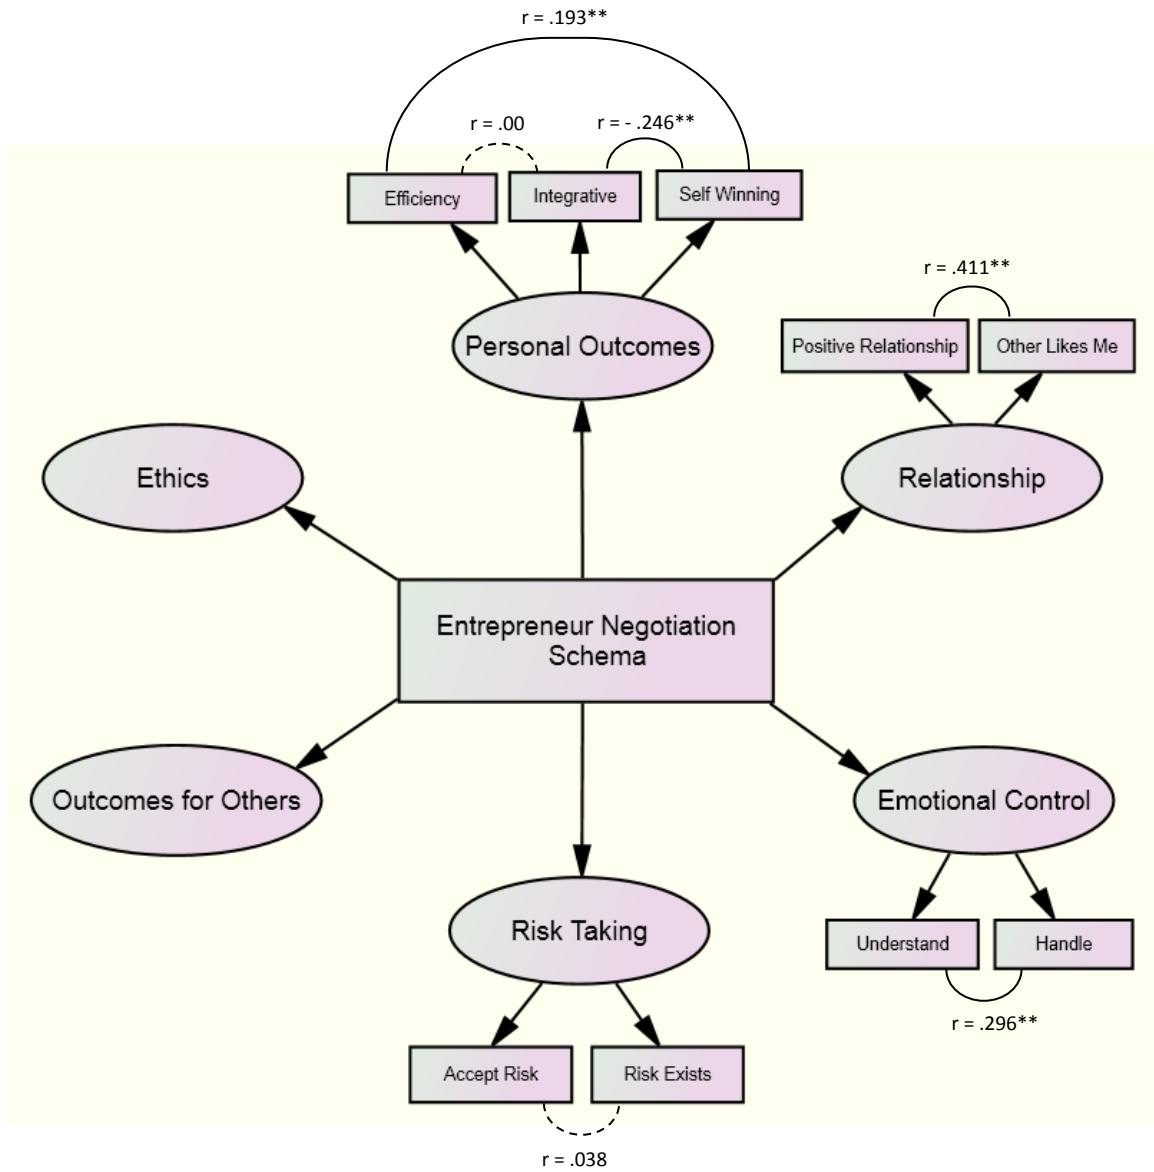 r = .193**
r = .00
r = - .246**
Efficiency
Integrative
Self Winning
r = .411**
Personal Outcomes
Positive Relationship
Other Likes Me
Ethics
Relationship
Entrepreneur Negotiation
Schema
Outcomes for Others
Emotional Control
Risk Taking
Understand
Handle
r = .296**
Accept Risk
Risk Exists
r = .038